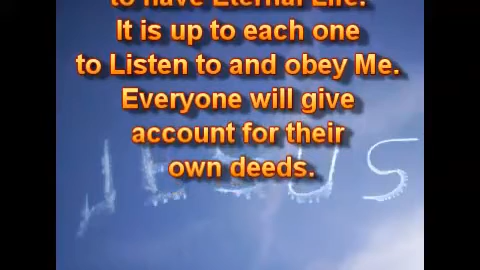 to have Eternal Life.
It is up to each one
to Listen to and obey Me.
Everyone will give
account for their
own deeds.
JESUS